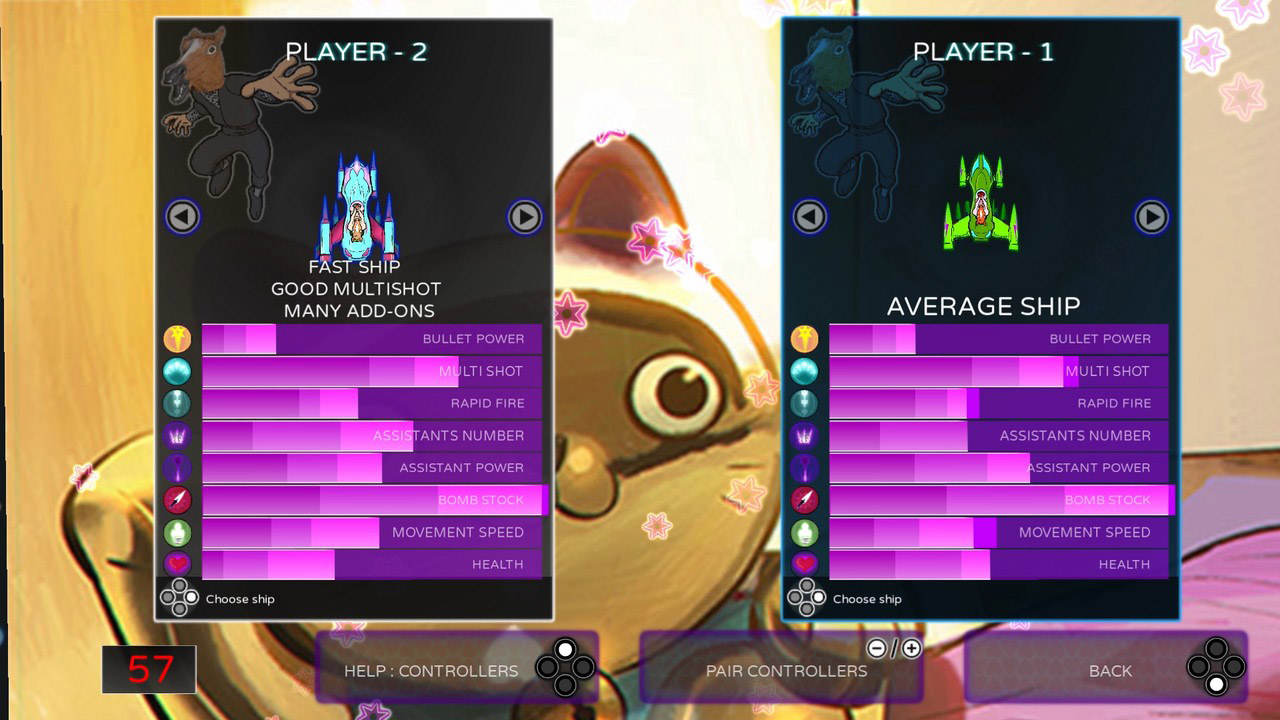 PLAYER - 2
FAST SHIP
GOOD MULTISHOT
MANY ADD-ONS
BULLET POWER
MULTI SHOT
RAPID FIRE
ASSISTANTS NUMBER
ASSISTANT POWER
BOMB STOCK
MOVEMENT SPEED
HEALTH
Choose ship
PLAYER - 1
AVERAGE SHIP
BULLET POWER
MULTI SHOT
RAPID FIRE
ASSISTANTS NUMBER
ASSISTANT POWER
BOMB STOCK
MOVEMENT SPEED
HEALTH
Choose ship
57
HELP : CONTROLLERS
PAIR CONTROLLERS
- / +
BACK